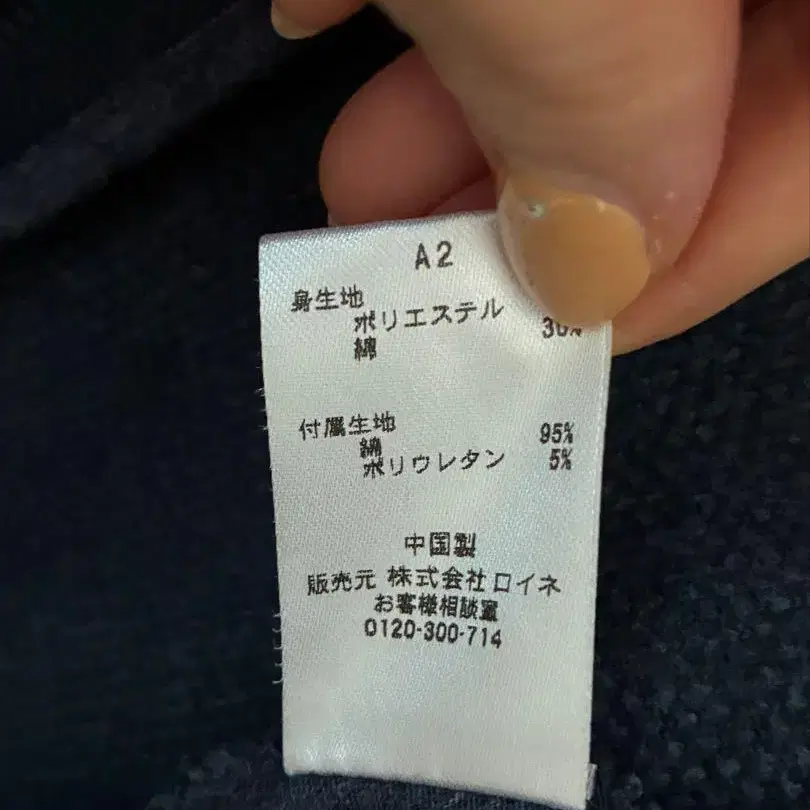 A2
身生地
ポリエステル
綿 30%
付属生地
綿 95%
ポリウレタン 5%
中国製
販売元 株式会社ロイネ
お客様相談室
0120-300-714